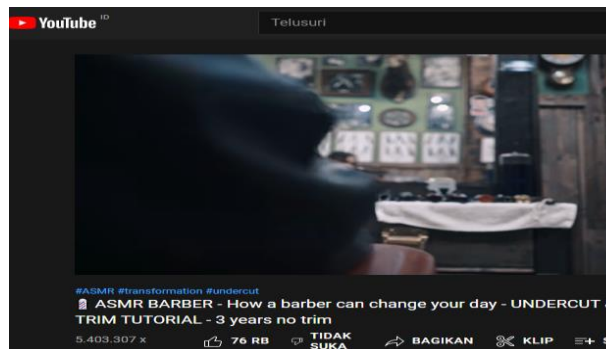 YouTube ID
Telusuri
#ASMR #transformation #undercut
💈 ASMR BARBER - How a barber can change your day - UNDERCUT
TRIM TUTORIAL - 3 years no trim
5.403.307 x 76 RB TIDAK SUKA BAGIKAN KLIP